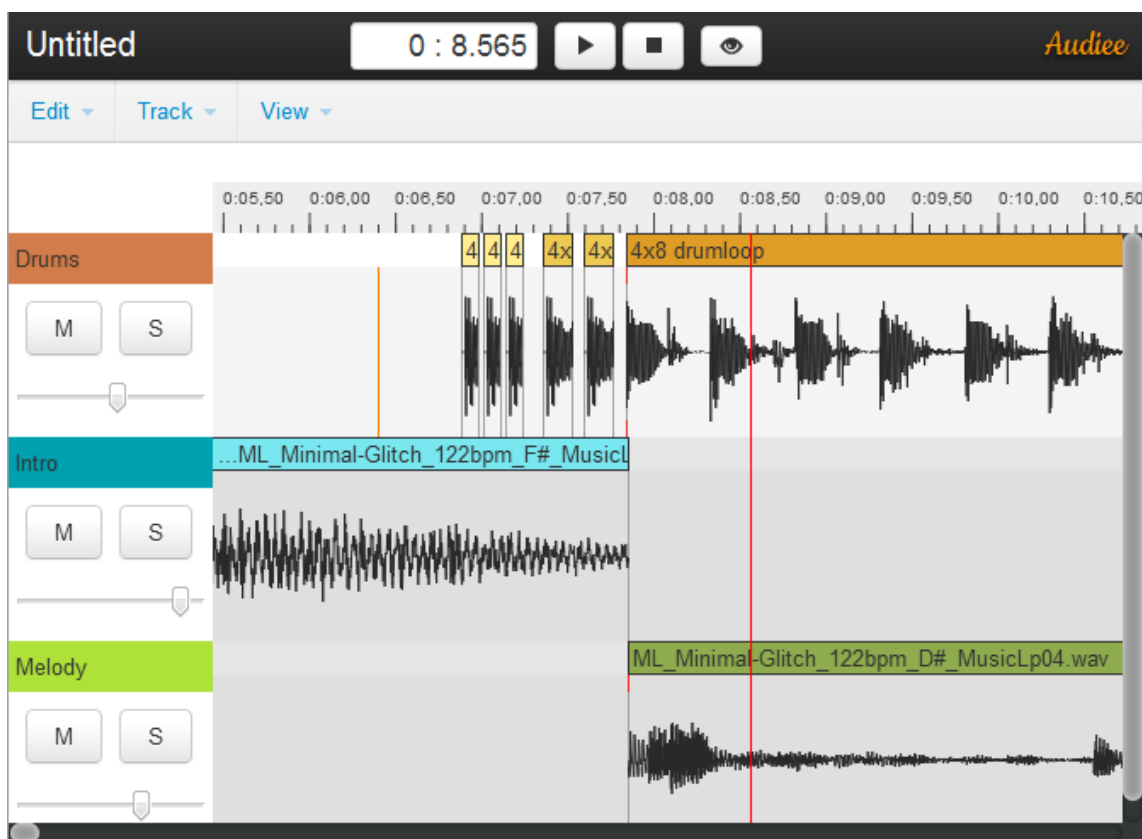 Untitled 0 : 8.565 Audiee
Edit Track View
0:05,50 0:06,00 0:06,50 0:07,00 0:07,50 0:08,00 0:08,50 0:09,00 0:09,50 0:10,00 0:10,50
Drums 4 4 4 4x 4x 4x8 drumloop
M S
Intro ...ML_Minimal-Glitch_122bpm_F#_MusicL
M S
Melody ML_Minimal-Glitch_122bpm_D#_MusicLp04.wav
M S